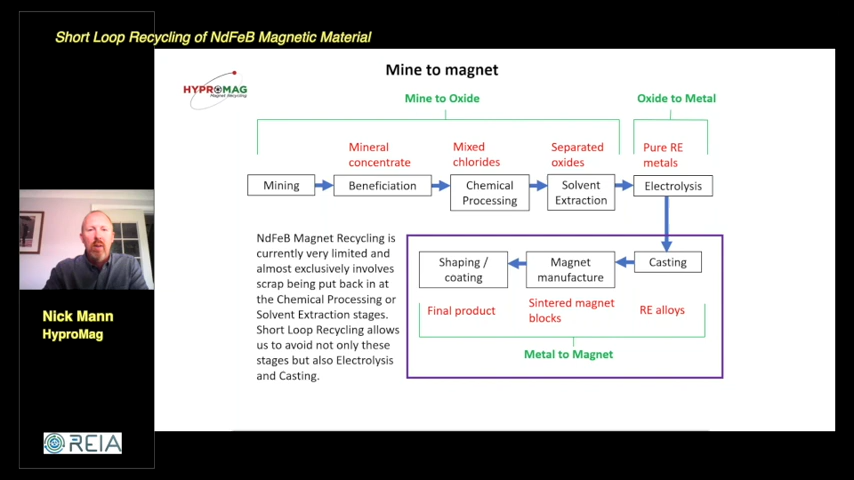 Short Loop Recycling of NdFeB Magnetic Material
Mine to magnet
HYPROMAG
Magnet Recycling
Mine to Oxide
Oxide to Metal
Mineral
concentrate
Mixed
chlorides
Separated
oxides
Pure RE
metals
Mining
Beneficiation
Chemical
Processing
Solvent
Extraction
Electrolysis
NdFeB Magnet Recycling is
currently very limited and
almost exclusively involves
scrap being put back in at
the Chemical Processing or
Solvent Extraction stages.
Short Loop Recycling allows
us to avoid not only these
stages but also Electrolysis
and Casting.
Shaping /
coating
Magnet
manufacture
Casting
Final product
Sintered magnet
blocks
RE alloys
Metal to Magnet
Nick Mann
HyproMag
REIA